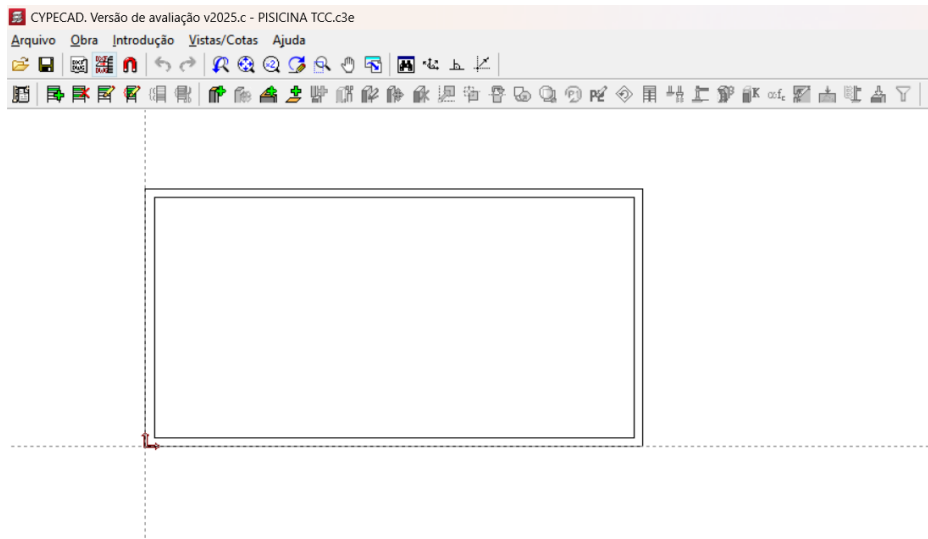 CYPECAD. Versão de avaliação v2025.c - PISICINA TCC.c3e
Arquivo Obra Introdução Vistas/Cotas Ajuda